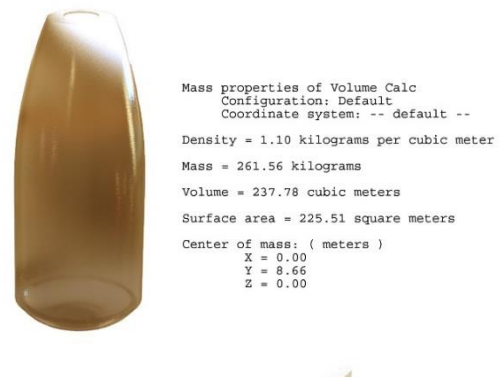 Mass properties of Volume Calc
Configuration: Default
Coordinate system: -- default --
Density = 1.10 kilograms per cubic meter
Mass = 261.56 kilograms
Volume = 237.78 cubic meters
Surface area = 225.51 square meters
Center of mass: ( meters )
X = 0.00
Y = 8.66
Z = 0.00